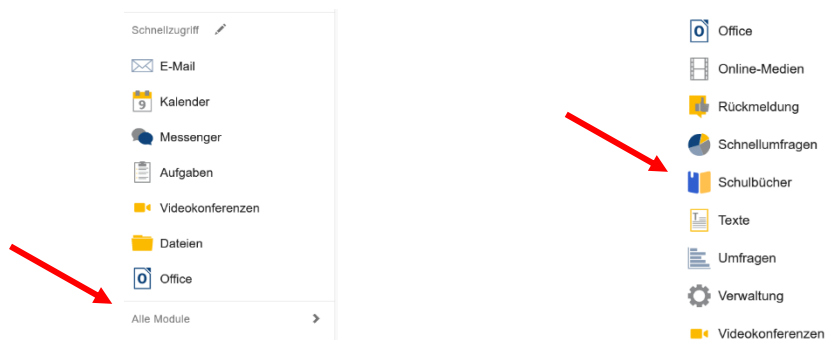 Schnellzugriff
E-Mail
9
Kalender
Messenger
Aufgaben
Videokonferenzen
Dateien
Office
Alle Module
Office
Online-Medien
Rückmeldung
Schnellumfragen
Schulbücher
Texte
Umfragen
Verwaltung
Videokonferenzen